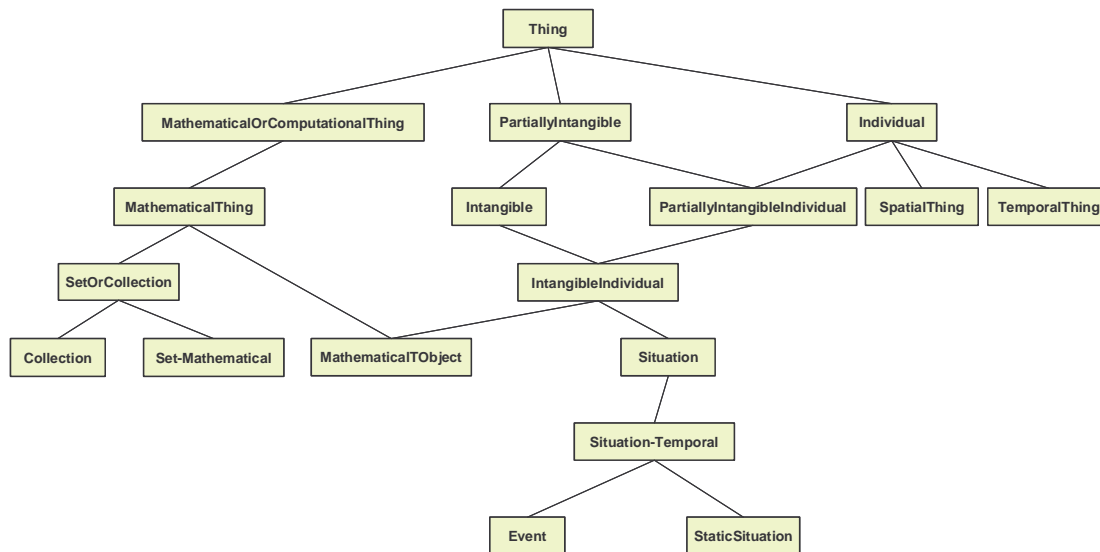 Thing
MathematicalOrComputationalThing
PartiallyIntangible
Individual
MathematicalThing
Intangible
PartiallyIntangibleIndividual
SpatialThing
TemporalThing
SetOrCollection
IntangibleIndividual
Collection
Set-Mathematical
MathematicalTObject
Situation
Situation-Temporal
Event
StaticSituation